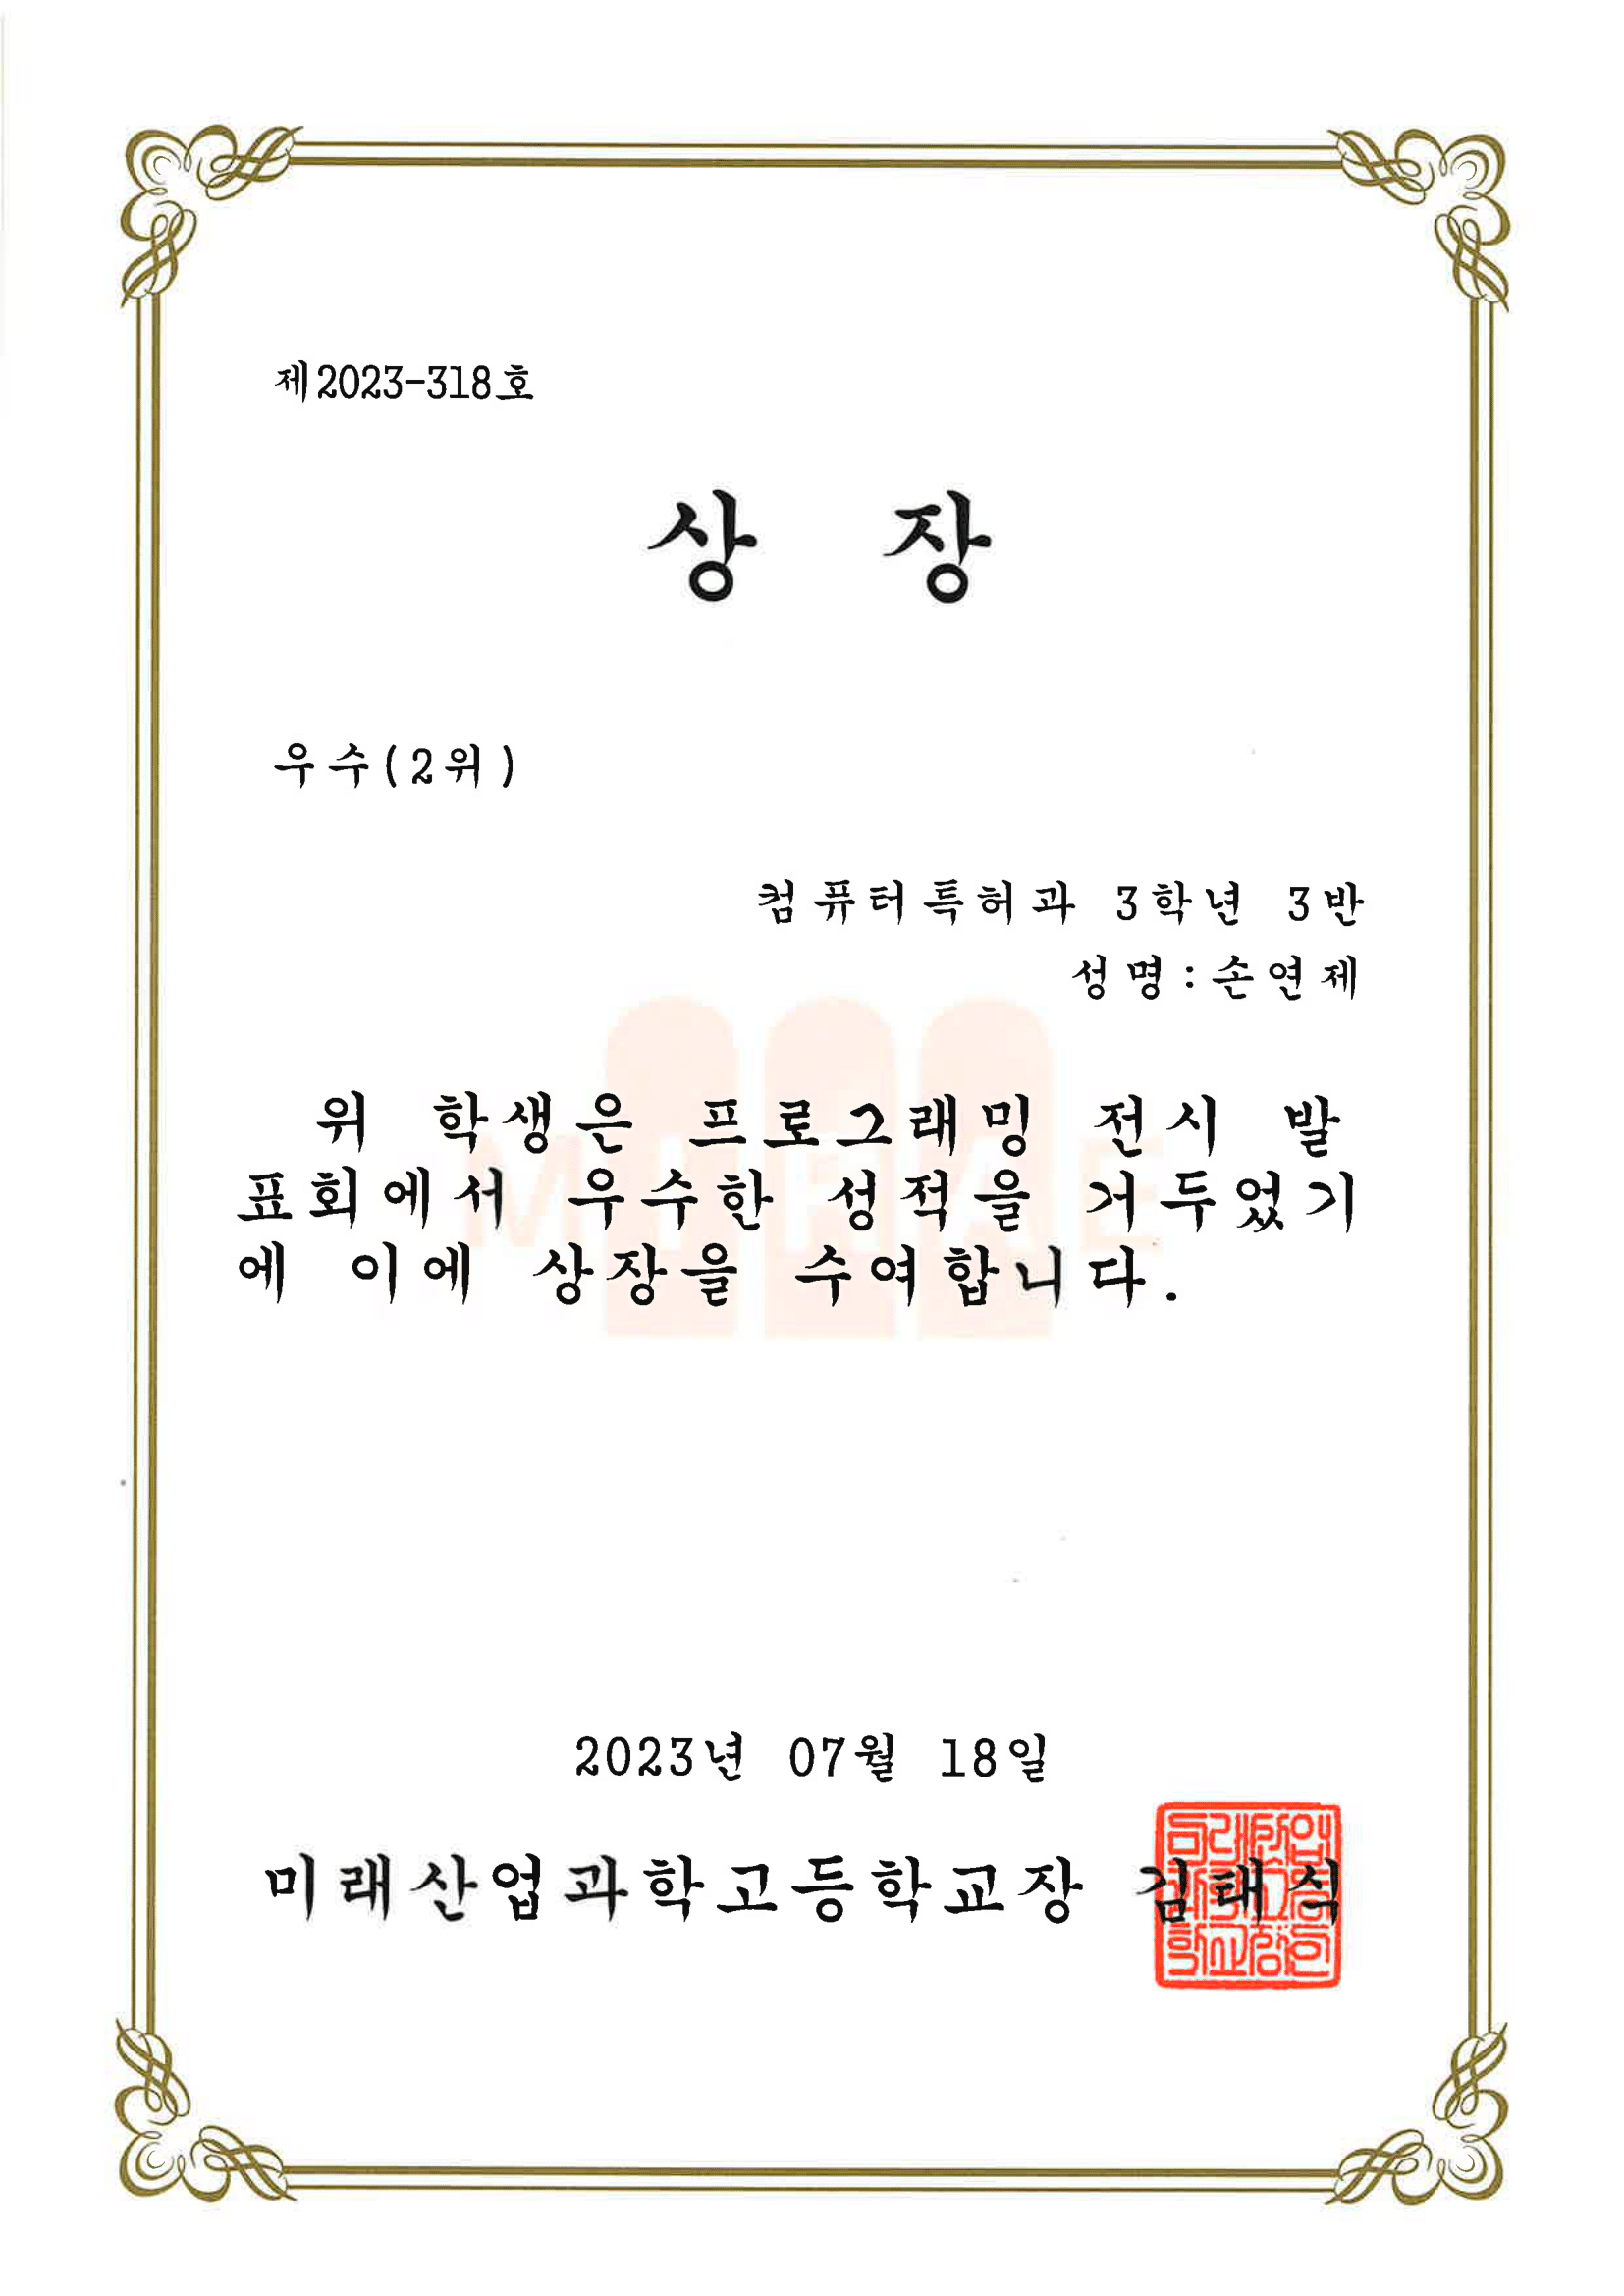 제2023-318호
상 장
우수(2위)
컴퓨터특허과 3학년 3반
성명:손연제
MIRAE
위 학생은 프로그래밍 전시 발
표회에서 우수한 성적을 거두었기
에 이에 상장을 수여합니다.
2023년 07월 18일
미래산업과학고등학교장 김태식